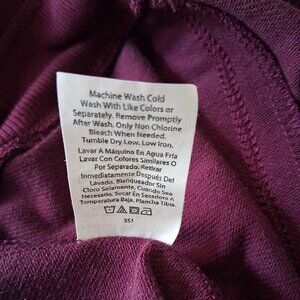 Machine Wash Cold
Wash With Like Colors or
Separately. Remove Promptly
After Wash. Only Non Chlorine
Bleach When Needed.
Tumble Dry Low. Low Iron.
Lavar A Máquina En Agua Fría
Lavar Con Colores Similares O
Por Separado. Retirar
Inmediatamente Después Del
Lavado. Blanqueador Sin
Cloro Solamente, Cuando Sea
Necesario. Secar En Secadora A
Temperatura Baja. Plancha Tibia.
351